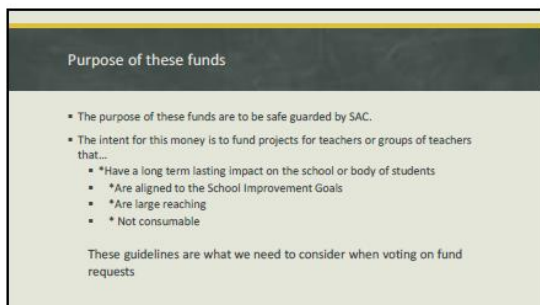 Purpose of these funds
▪ The purpose of these funds are to be safe guarded by SAC.
▪ The intent for this money is to fund projects for teachers or groups of teachers
that…
▪ *Have a long term lasting impact on the school or body of students
▪ *Are aligned to the School Improvement Goals
▪ *Are large reaching
▪ * Not consumable
These guidelines are what we need to consider when voting on fund
requests